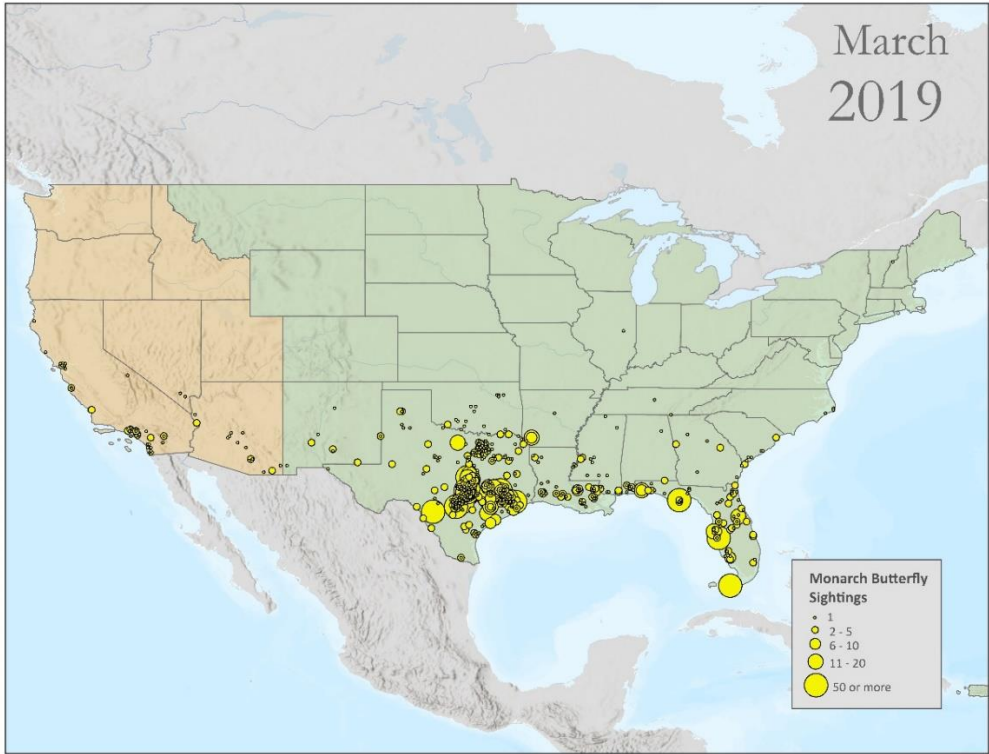 March
2019
Monarch Butterfly
Sightings
1
2 - 5
6 - 10
11 - 20
50 or more